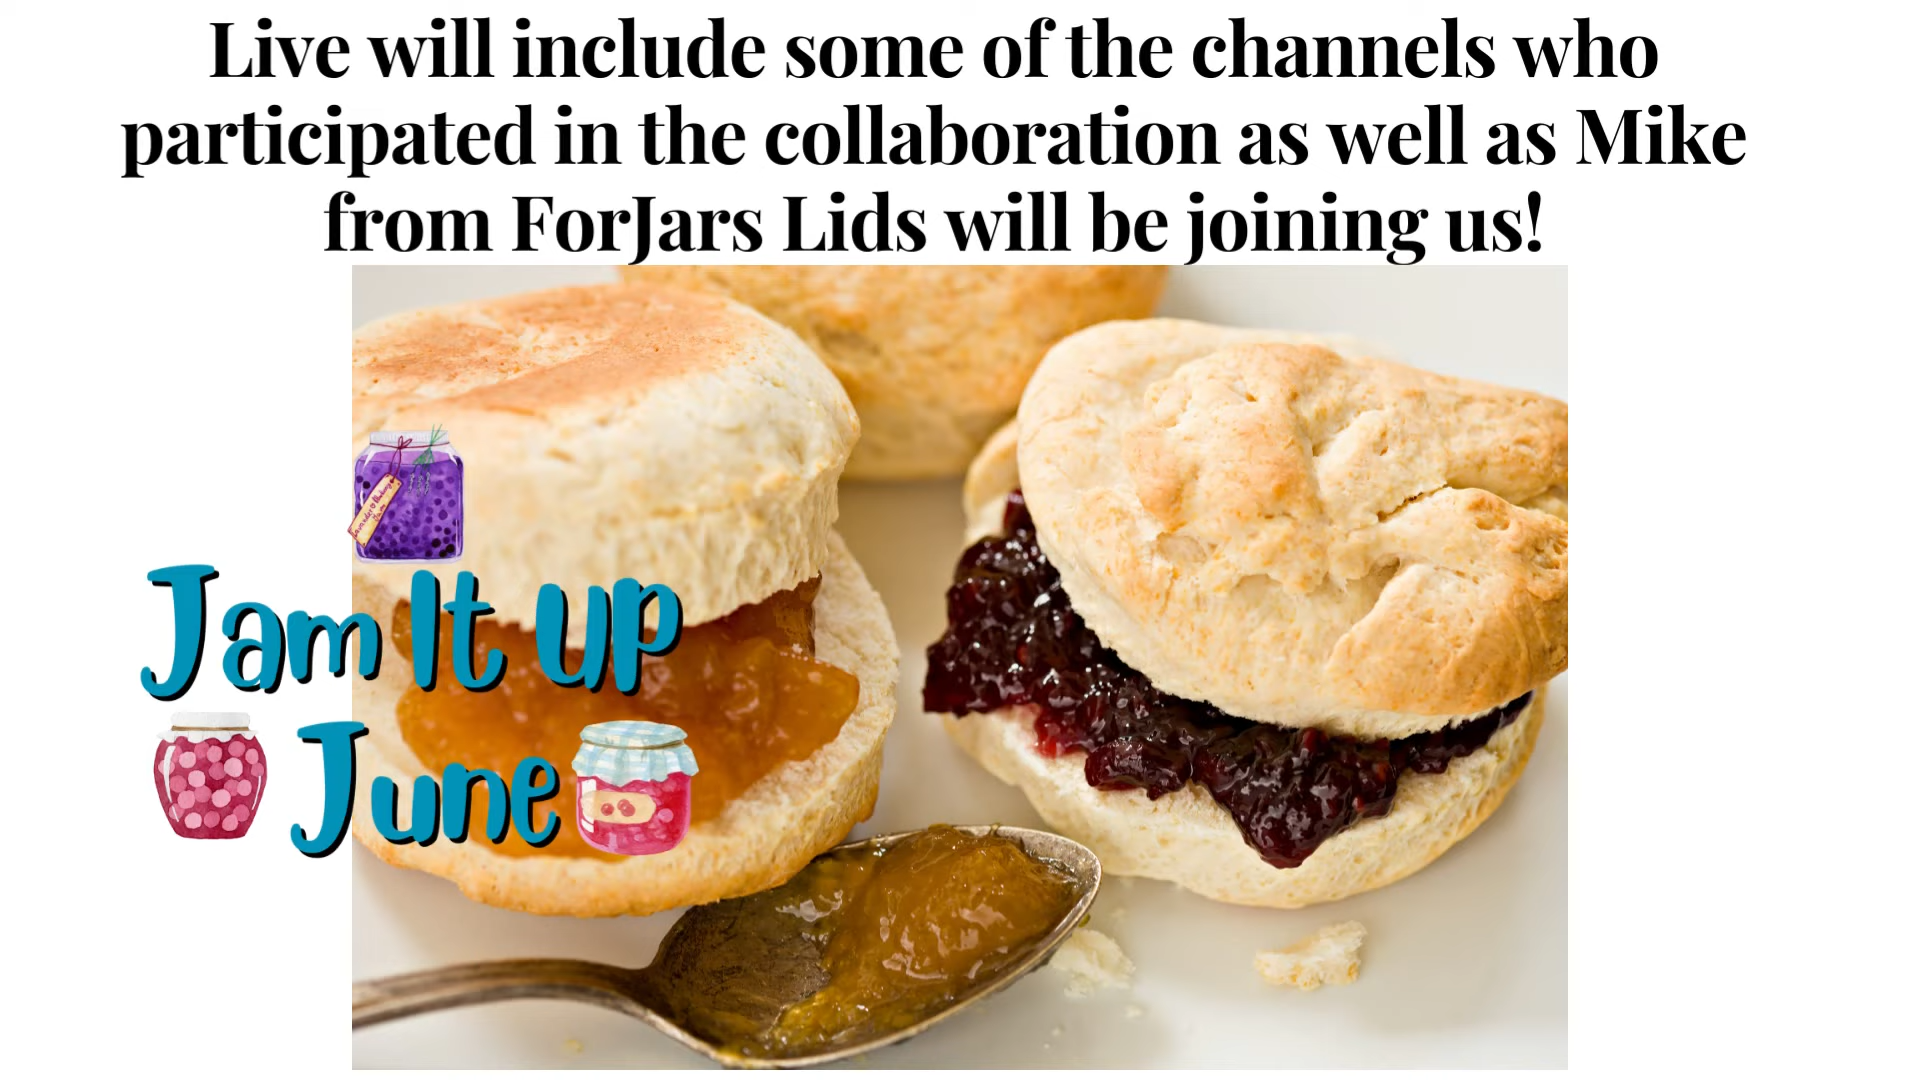 Live will include some of the channels who
participated in the collaboration as well as Mike
from ForJars Lids will be joining us!
Jam It up
June